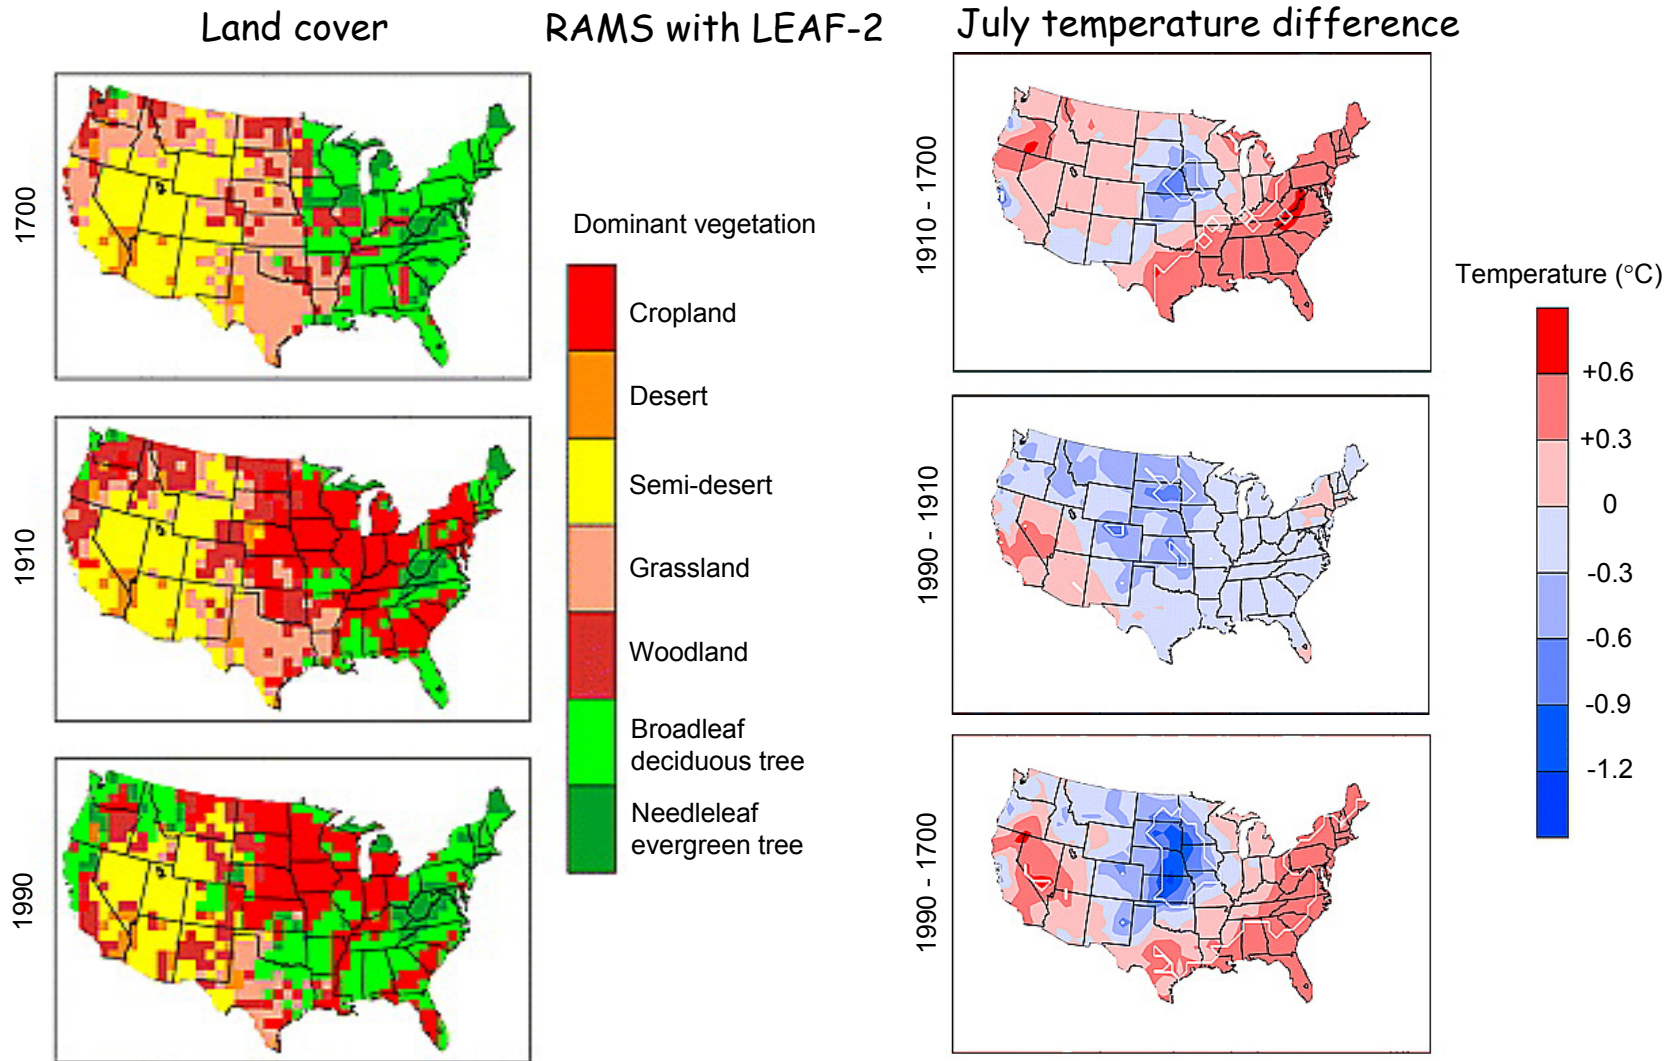 Land cover
RAMS with LEAF-2
July temperature difference
1700
1910
1990
Dominant vegetation
Cropland
Desert
Semi-desert
Grassland
Woodland
Broadleaf
deciduous tree
Needleleaf
evergreen tree
1910 - 1700
1990 - 1910
1990 - 1700
Temperature (°C)
+0.6
+0.3
0
-0.3
-0.6
-0.9
-1.2